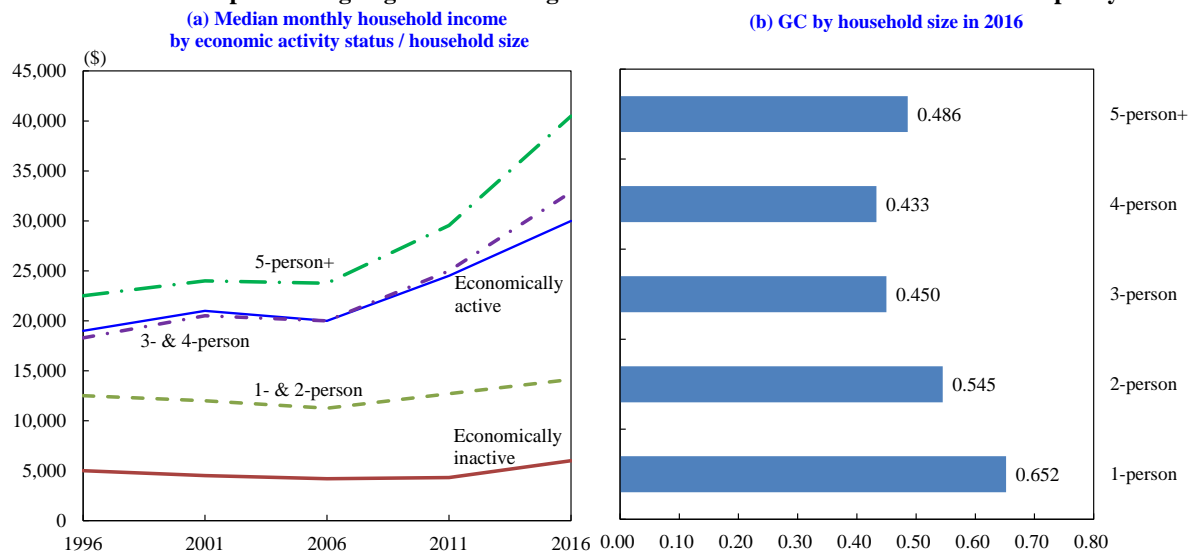 (a) Median monthly household income
by economic activity status / household size
($)
45,000
40,000
35,000
30,000
25,000
20,000
15,000
10,000
5,000
0
5-person+
Economically
active
3- & 4-person
1- & 2-person
Economically
inactive
1996 2001 2006 2011 2016
(b) GC by household size in 2016
0.486 5-person+
0.433 4-person
0.450 3-person
0.545 2-person
0.652 1-person
0.00 0.10 0.20 0.30 0.40 0.50 0.60 0.70 0.80